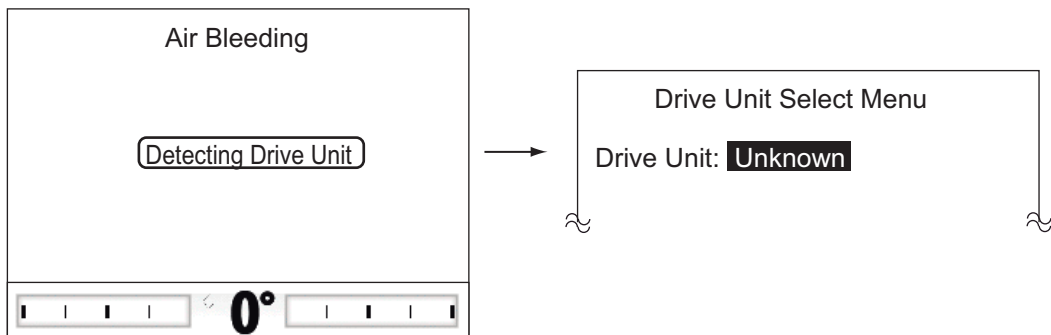 Air Bleeding
Detecting Drive Unit
0°
Drive Unit Select Menu
Drive Unit: Unknown